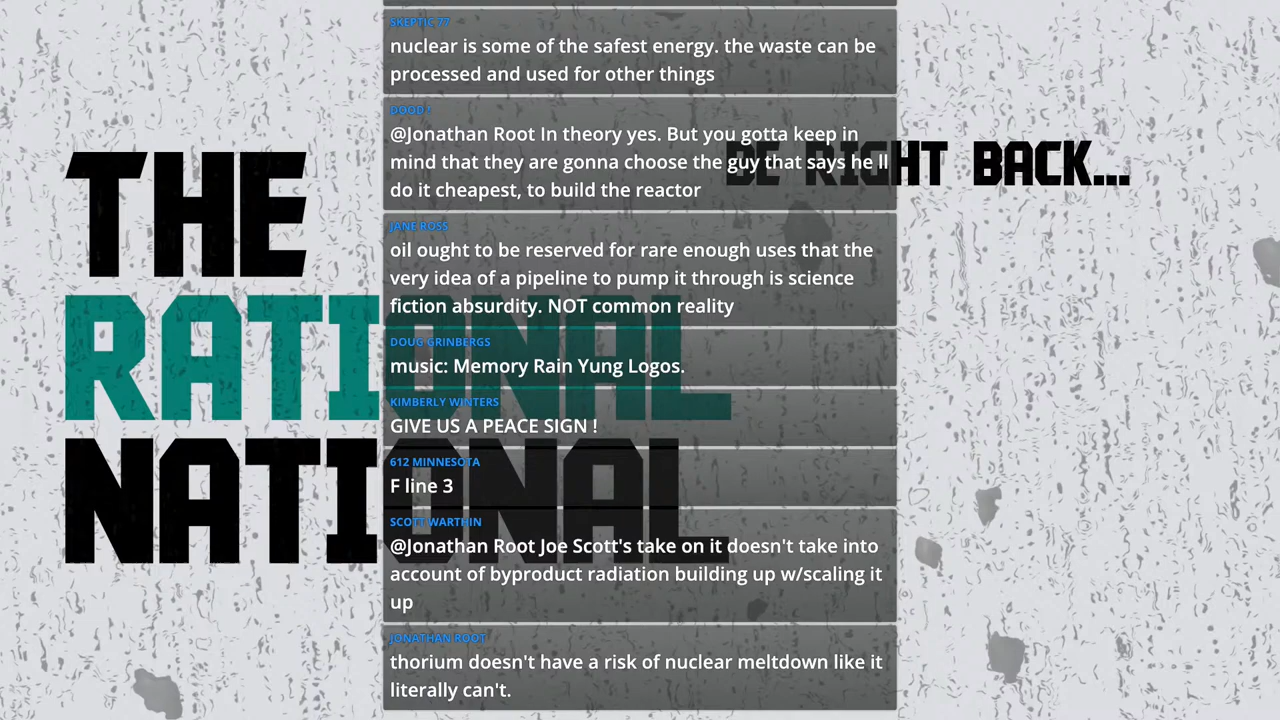 THE
RATIONAL
NATIONAL
BE RIGHT BACK...
SKEPTIC 77
nuclear is some of the safest energy. the waste can be
processed and used for other things
DOOD :
@Jonathan Root In theory yes. But you gotta keep in
mind that they are gonna choose the guy that says he ll
do it cheapest, to build the reactor
JANE ROSS
oil ought to be reserved for rare enough uses that the
very idea of a pipeline to pump it through is science
fiction absurdity. NOT common reality
DOUG GRINBERGS
music: Memory Rain Yung Logos.
KIMBERLY WINTERS
GIVE US A PEACE SIGN !
612 MINNESOTA
F line 3
SCOTT WARTHIN
@Jonathan Root Joe Scott's take on it doesn't take into
account of byproduct radiation building up w/scaling it
up
JONATHAN ROOT
thorium doesn't have a risk of nuclear meltdown like it
literally can't.